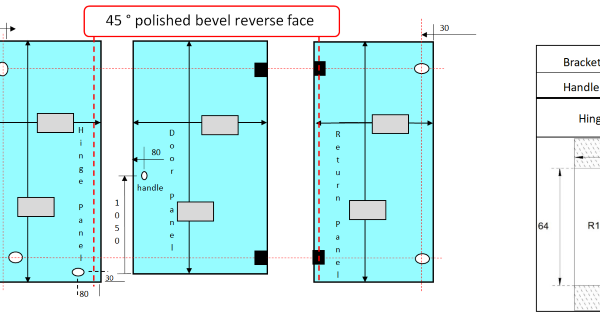 45 ° polished bevel reverse face
30
Bracket
Handle
Hing
Hinge Panel
Door Panel
Return Panel
80
handle
1050
64
R1
30
80